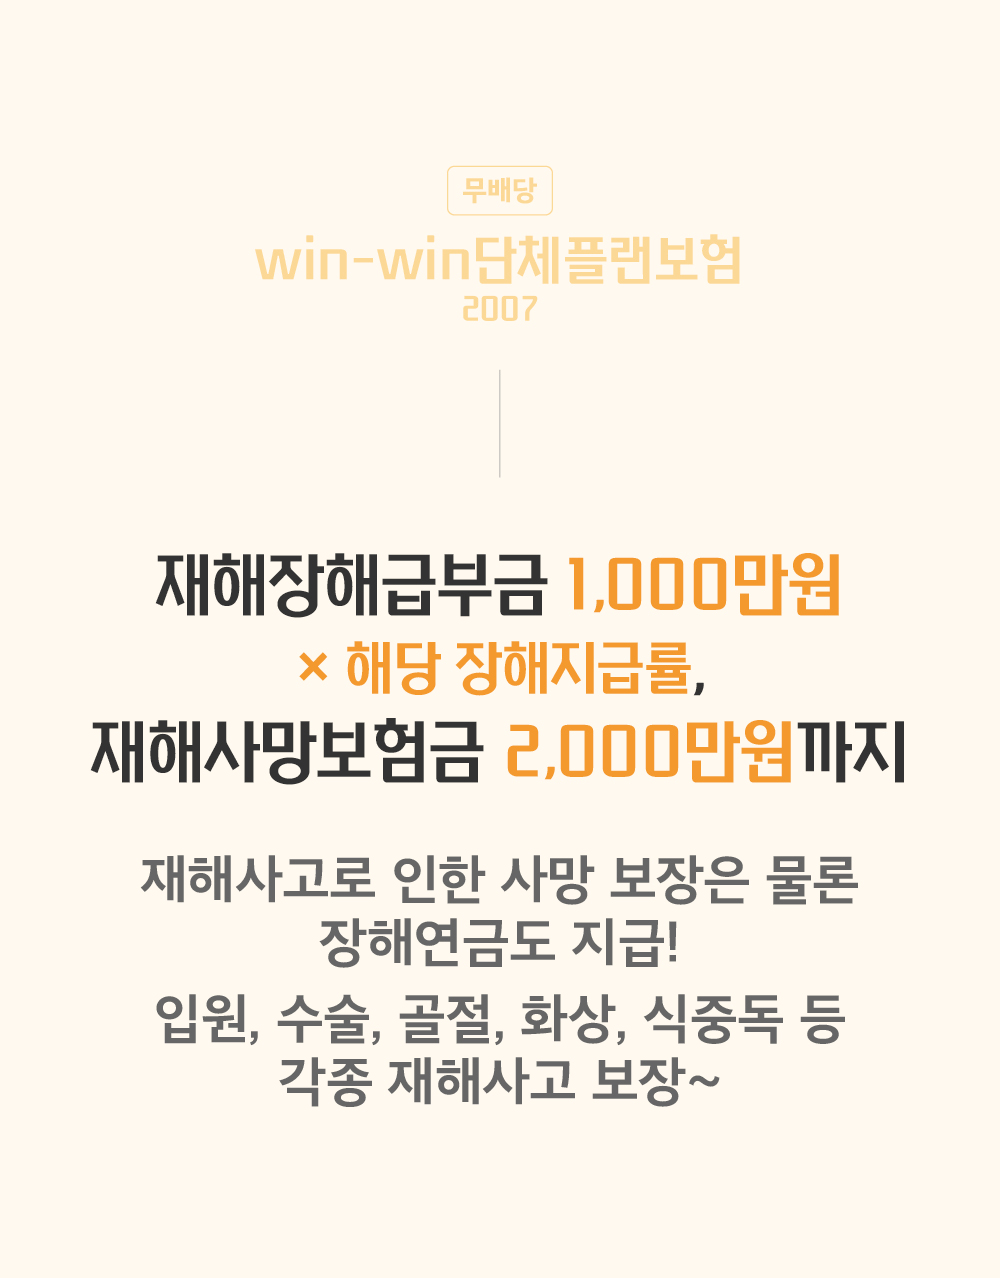 무배당
win-win단체플랜보험
2007
재해장해급부금 1,000만원
× 해당 장해지급률,
재해사망보험금 2,000만원까지
재해사고로 인한 사망 보장은 물론
장해연금도 지급!
입원, 수술, 골절, 화상, 식중독 등
각종 재해사고 보장~